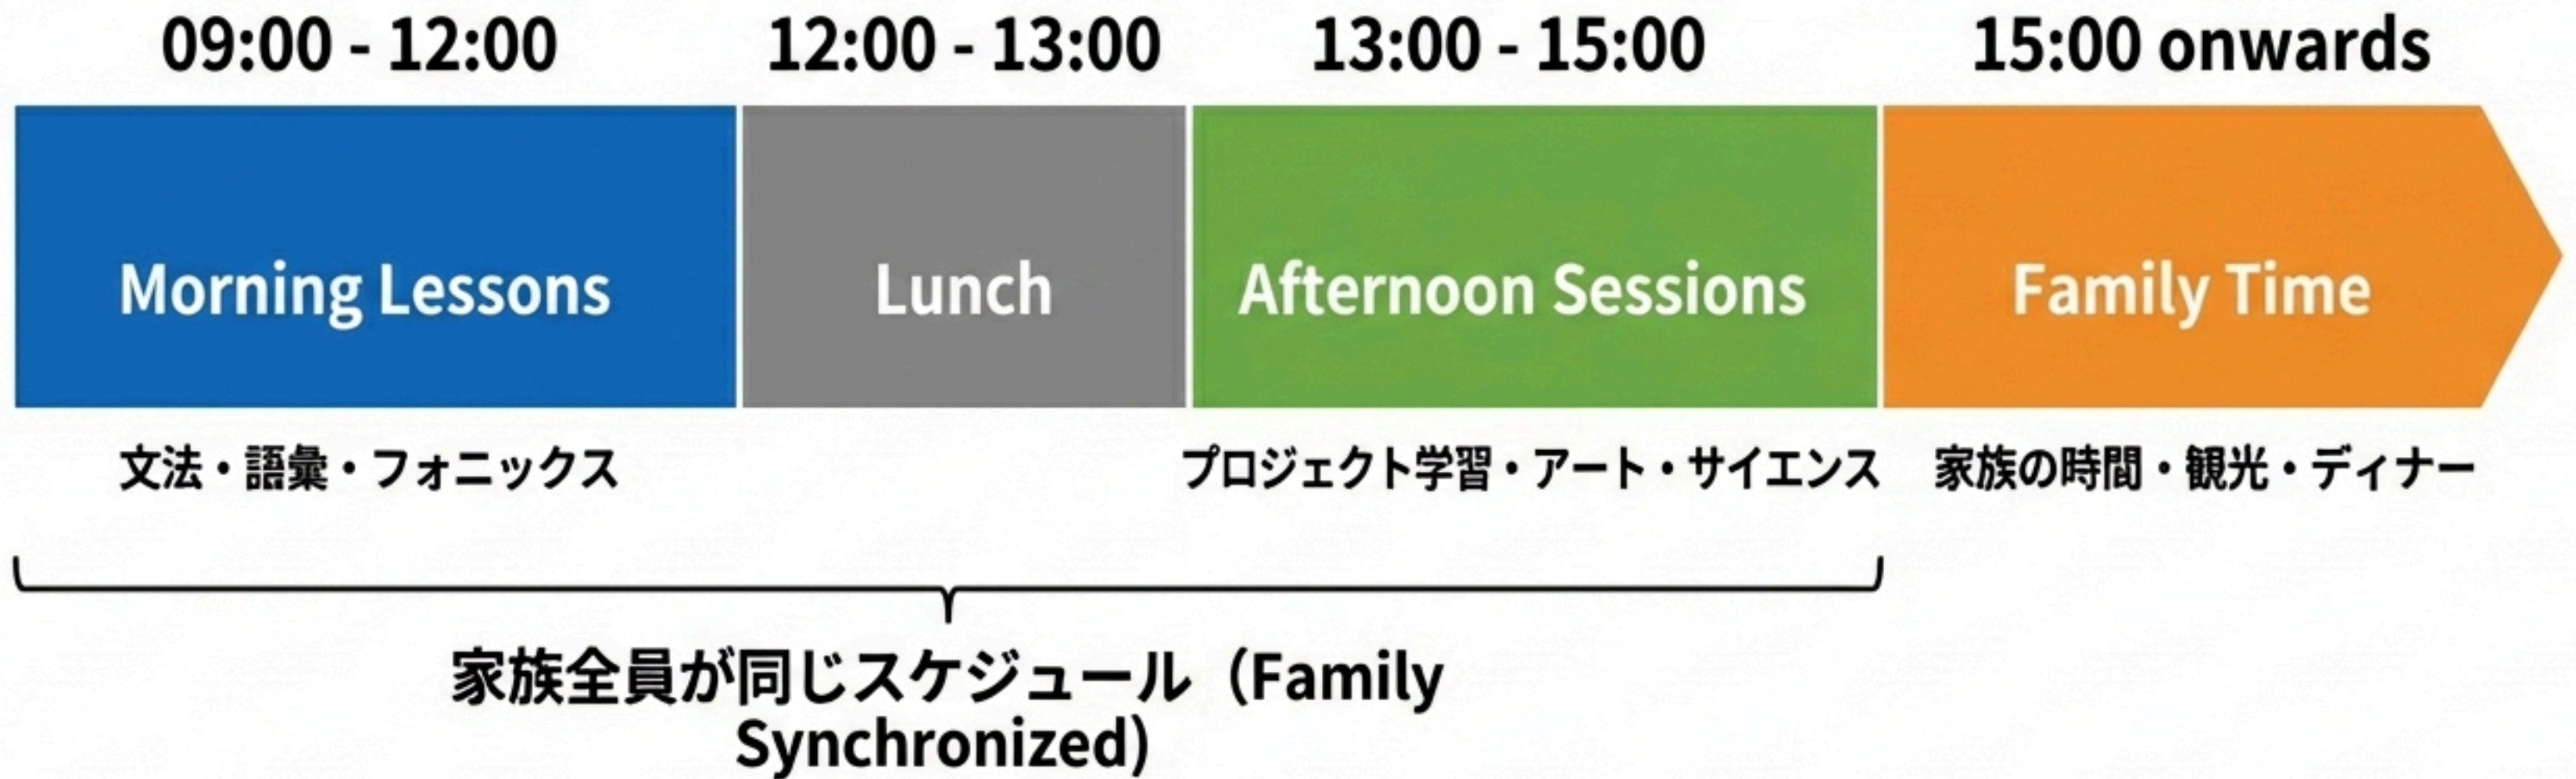 09:00 - 12:00
12:00 - 13:00
13:00 - 15:00
15:00 onwards
Morning Lessons
Lunch
Afternoon Sessions
Family Time
文法・語彙・フォニックス
プロジェクト学習・アート・サイエンス
家族の時間・観光・ディナー
家族全員が同じスケジュール（Family
Synchronized)